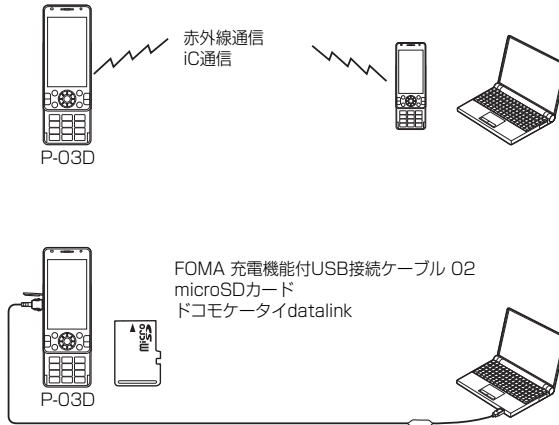 赤外線通信
iC通信
P-03D
FOMA 充電機能付USB接続ケーブル 02
microSDカード
ドコモケータイdatalink
micro
SD
P-03D